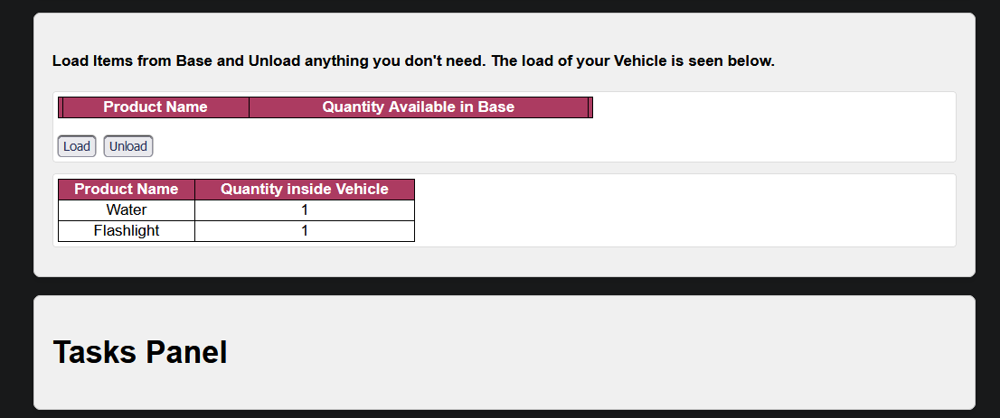 Load Items from Base and Unload anything you don't need. The load of your Vehicle is seen below.
Product Name Quantity Available in Base
Load Unload
Product Name Quantity inside Vehicle
Water 1
Flashlight 1
Tasks Panel